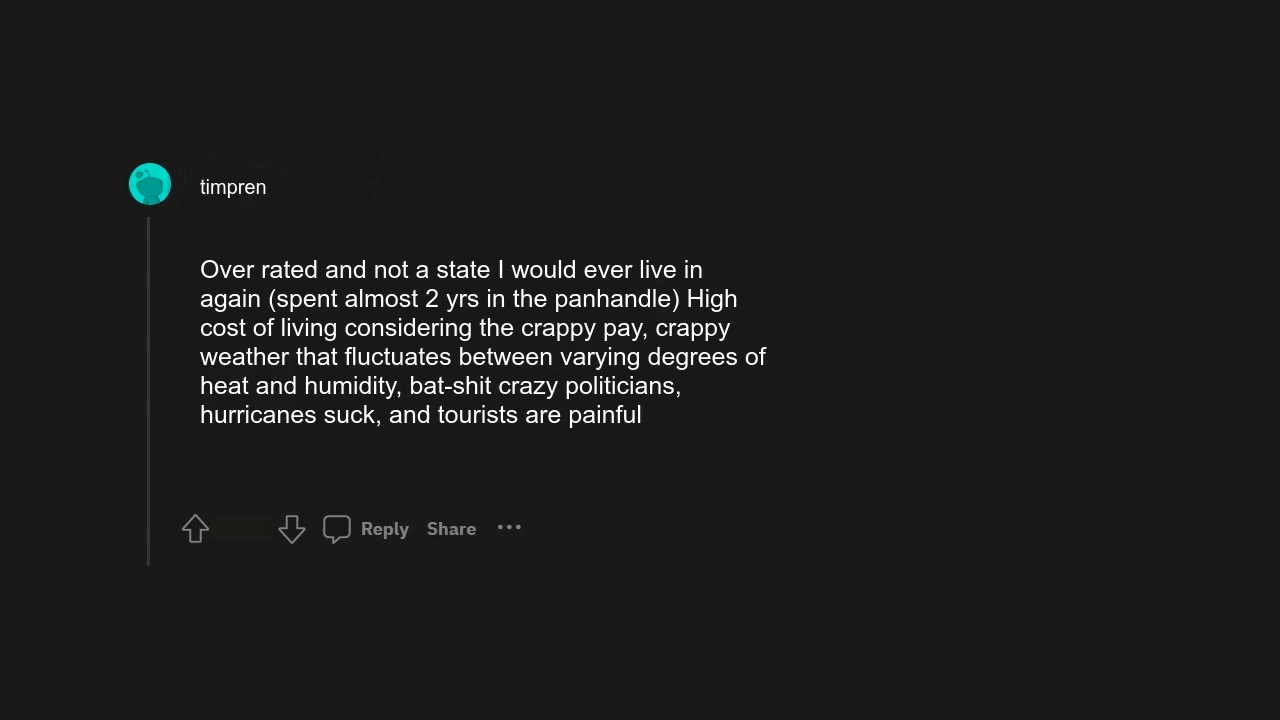 timpren
Over rated and not a state I would ever live in
again (spent almost 2 yrs in the panhandle) High
cost of living considering the crappy pay, crappy
weather that fluctuates between varying degrees of
heat and humidity, bat-shit crazy politicians,
hurricanes suck, and tourists are painful
Reply Share